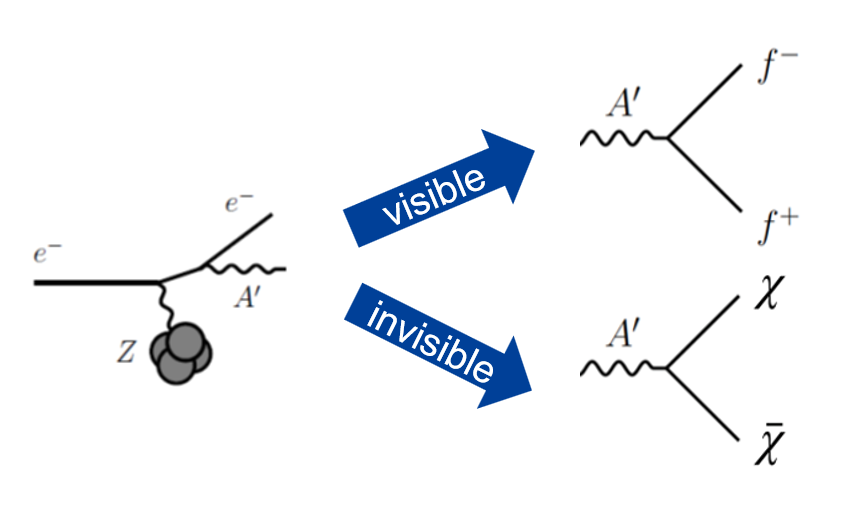 e⁻
e⁻
A′
Z
visible
invisible
A′
f⁻
f⁺
A′
χ
χ̄